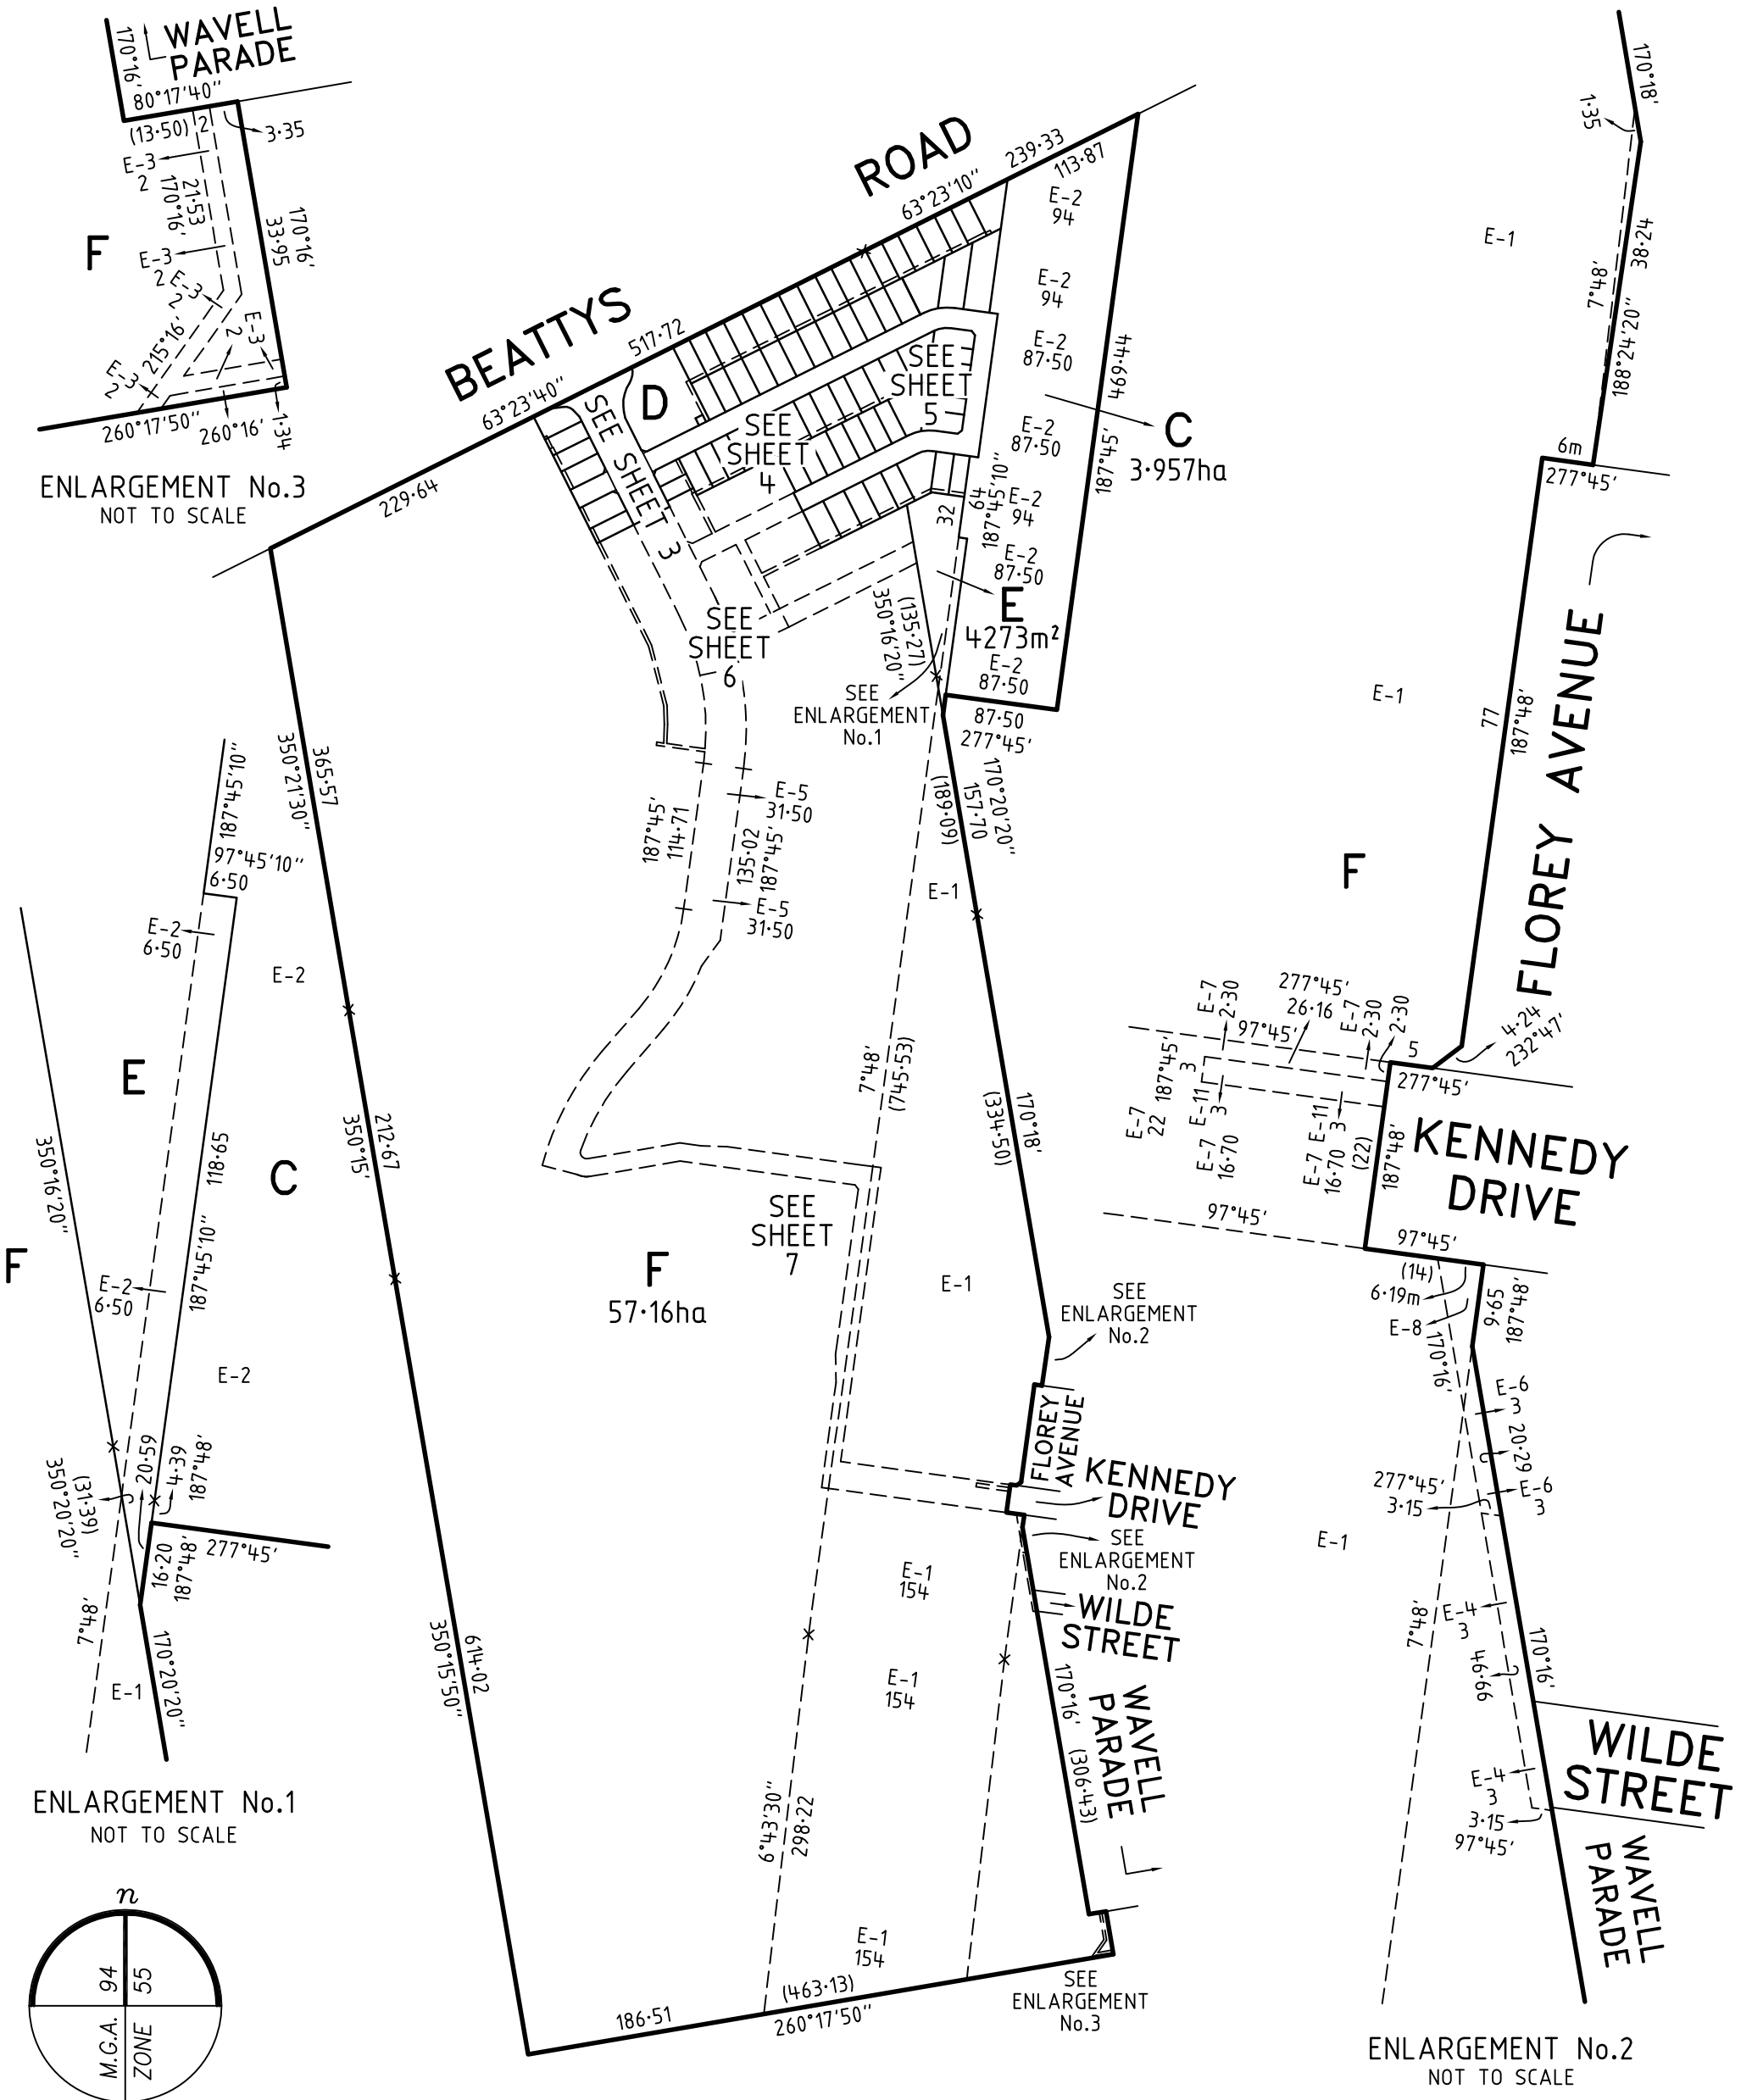 WAVELL
PARADE
170°16'
80°17'40"
(13·50)
2
3·35
E-3
2
21·53
170°16'
170°16'
33·95
F
E-3
2
E-3
2
E-3
2
215°16'
E-3
2
260°17'50"
260°16'
1·34
ENLARGEMENT No.3
NOT TO SCALE
BEATTYS
ROAD
239·33
113·87
63°23'10"
517·72
63°23'40"
229·64
D
SEE SHEET 3
SEE
SHEET
4
SEE
SHEET
5
SEE
SHEET
6
E-2
94
E-2
94
E-2
87·50
E-2
87·50
E-2
94
E-2
87·50
E-2
87·50
469·44
187°45'
C
3·957ha
32
64
187°45'10"
E
4273m²
(135·27)
350°16'20"
SEE
ENLARGEMENT
No.1
87·50
277°45'
170°20'20"
157·70
(189·09)
365·57
350°21'30"
187°45'
114·71
135·02
187°45'
E-5
31·50
E-5
31·50
E-1
7°48'
(745·53)
170°18'
(334·50)
212·67
350°15'
SEE
SHEET
7
F
57·16ha
E-1
SEE
ENLARGEMENT
No.2
FLOREY
AVENUE
KENNEDY
DRIVE
SEE
ENLARGEMENT
No.2
WILDE
STREET
E-1
154
E-1
154
E-1
154
614·02
350°15'50"
170°16'
(306·43)
WAVELL
PARADE
6°43'30"
298·22
186·51
(463·13)
260°17'50"
SEE
ENLARGEMENT
No.3
187°45'10"
97°45'10"
6·50
E-2
6·50
E-2
E
C
118·65
187°45'10"
350°16'20"
F
E-2
6·50
E-2
20·59
4·39
187°48'
(31·39)
350°20'20"
16·20
187°48'
277°45'
7°48'
E-1
170°20'20"
ENLARGEMENT No.1
NOT TO SCALE
n
M.G.A. 94
ZONE 55
170°18'
1·35
E-1
38·24
7°48'
188°24'20"
6m
277°45'
FLOREY AVENUE
E-1
77
187°48'
F
E-7
2·30
277°45'
26·16
E-7
2·30
2·30
97°45'
5
4·24
232°47'
277°45'
187°45'
3
E-7
22
E-11
3
E-7
16·70
E-11
3
E-7
16·70
(22)
187°48'
KENNEDY
DRIVE
97°45'
97°45'
(14)
6·19m
E-8
9·65
187°48'
170°16'
E-6
3
20·29
277°45'
3·15
E-6
3
E-1
7°48'
E-4
3
46·66
170°16'
WILDE
STREET
E-4
3
3·15
97°45'
WAVELL
PARADE
ENLARGEMENT No.2
NOT TO SCALE